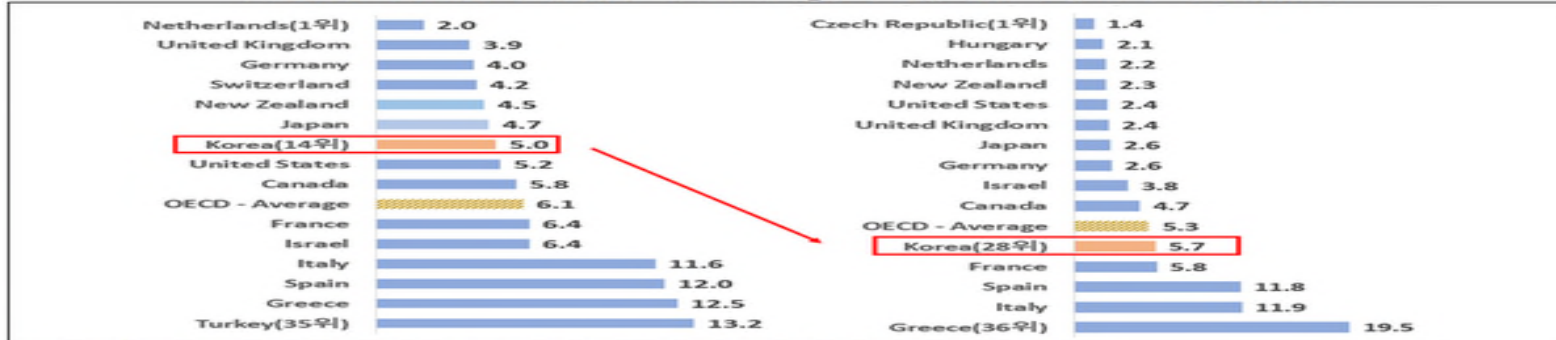 Netherlands(1위) 2.0
United Kingdom 3.9
Germany 4.0
Switzerland 4.2
New Zealand 4.5
Japan 4.7
Korea(14위) 5.0
United States 5.2
Canada 5.8
OECD - Average 6.1
France 6.4
Israel 6.4
Italy 11.6
Spain 12.0
Greece 12.5
Turkey(35위) 13.2
Czech Republic(1위) 1.4
Hungary 2.1
Netherlands 2.2
New Zealand 2.3
United States 2.4
United Kingdom 2.4
Japan 2.6
Germany 2.6
Israel 3.8
Canada 4.7
OECD - Average 5.3
Korea(28위) 5.7
France 5.8
Spain 11.8
Italy 11.9
Greece(36위) 19.5